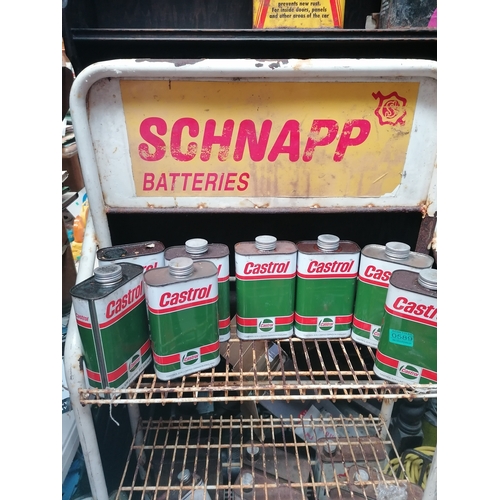 prevents new rust.
For inside doors, panels
and other areas of the car
SCHNAPP
BATTERIES
Castrol
Castrol
Castrol
Castrol
Castrol
Castrol
Castrol
Castrol